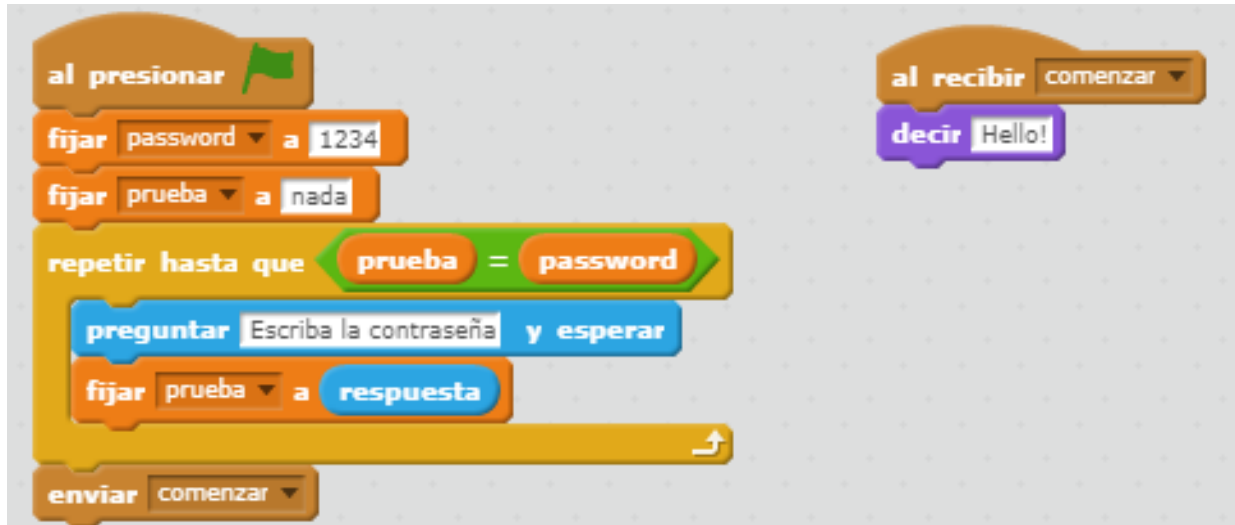 al presionar
fijar password a 1234
fijar prueba a nada
repetir hasta que prueba = password
preguntar Escriba la contraseña y esperar
fijar prueba a respuesta
enviar comenzar
al recibir comenzar
decir Hello!